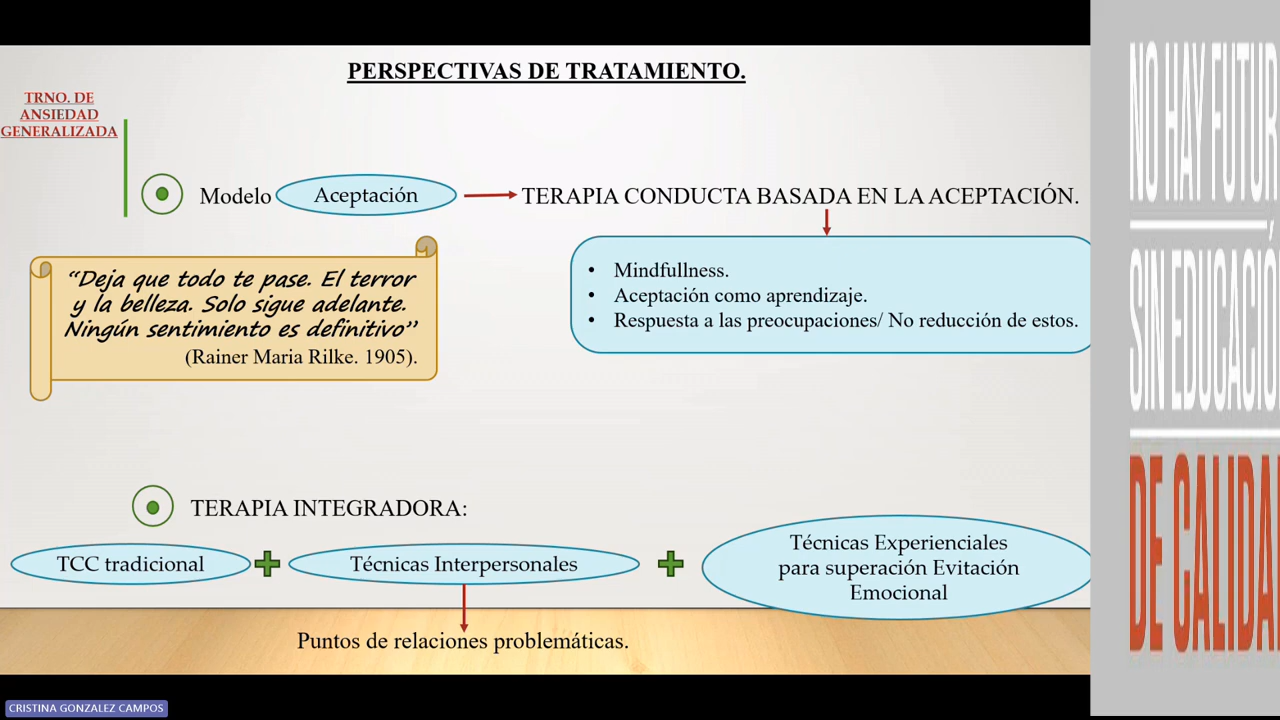 PERSPECTIVAS DE TRATAMIENTO.
TRNO. DE
ANSIEDAD
GENERALIZADA
Modelo Aceptación TERAPIA CONDUCTA BASADA EN LA ACEPTACIÓN.
“Deja que todo te pase. El terror
y la belleza. Solo sigue adelante.
Ningún sentimiento es definitivo”
(Rainer Maria Rilke. 1905).
• Mindfullness.
• Aceptación como aprendizaje.
• Respuesta a las preocupaciones/ No reducción de estos.
TERAPIA INTEGRADORA:
TCC tradicional
Técnicas Interpersonales
Técnicas Experienciales
para superación Evitación
Emocional
Puntos de relaciones problemáticas.
NO HAY FUTUR
SIN EDUCACIÓ
DE CALIDA
CRISTINA GONZALEZ CAMPOS